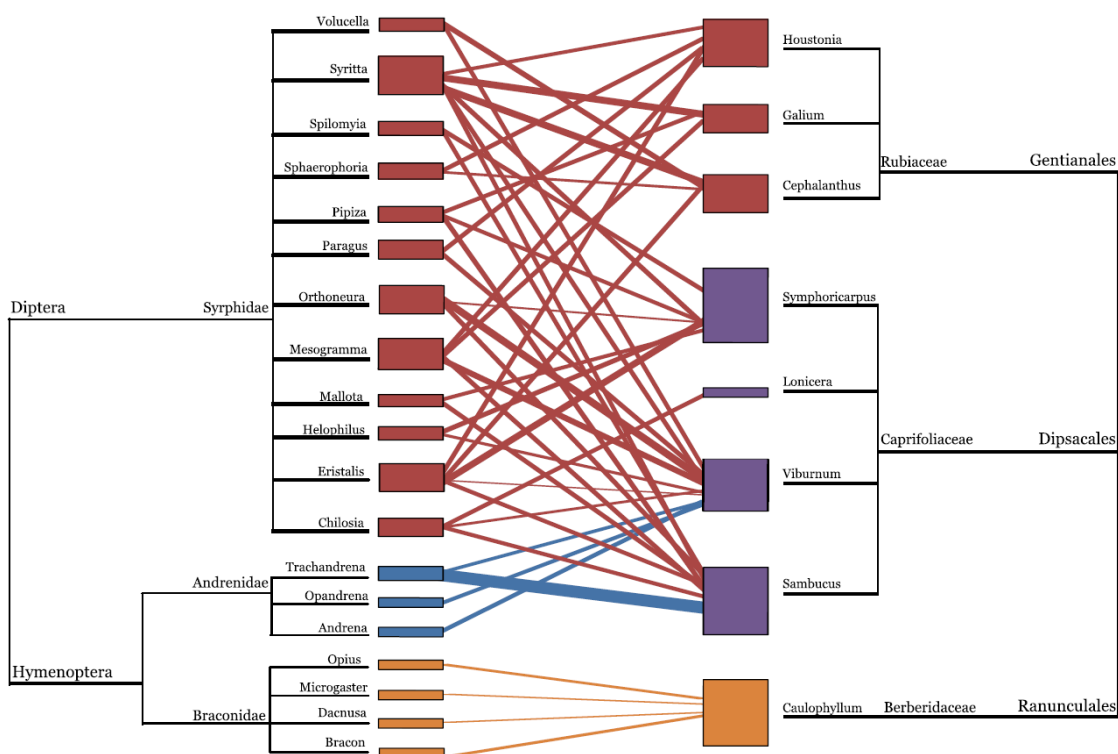 Volucella
Syritta
Spilomyia
Sphaerophoria
Pipiza
Paragus
Orthoneura
Diptera
Syrphidae
Mesogramma
Mallota
Helophilus
Eristalis
Chilosia
Trachandrena
Andrenidae
Opandrena
Andrena
Hymenoptera
Opius
Microgaster
Braconidae
Dacnusa
Bracon
Houstonia
Galium
Rubiaceae
Gentianales
Cephalanthus
Symphoricarpus
Lonicera
Caprifoliaceae
Dipsacales
Viburnum
Sambucus
Caulophyllum
Berberidaceae
Ranunculales